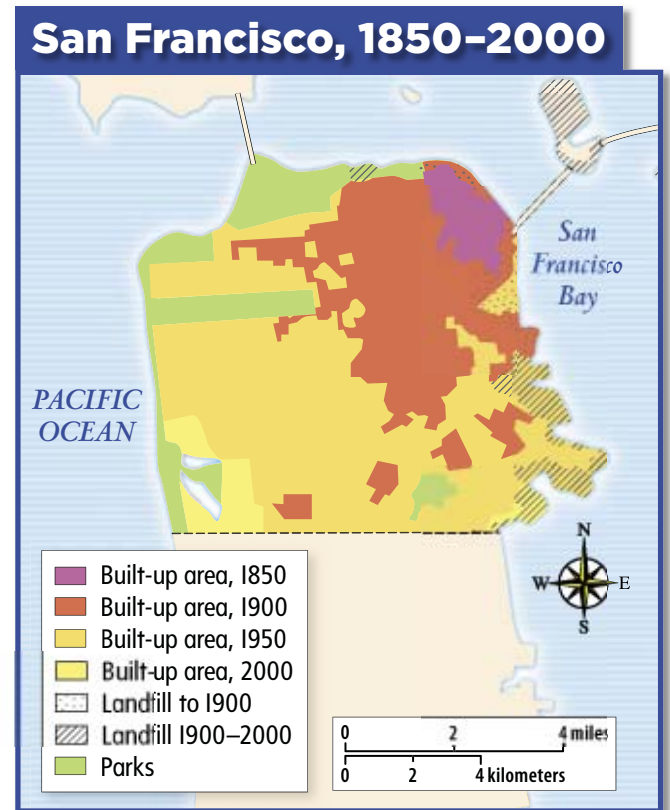 San Francisco, 1850–2000
San
Francisco
Bay
PACIFIC
OCEAN
N
W E
S
Built-up area, 1850
Built-up area, 1900
Built-up area, 1950
Built-up area, 2000
Landfill to 1900
Landfill 1900–2000
Parks
0 2 4 miles
0 2 4 kilometers